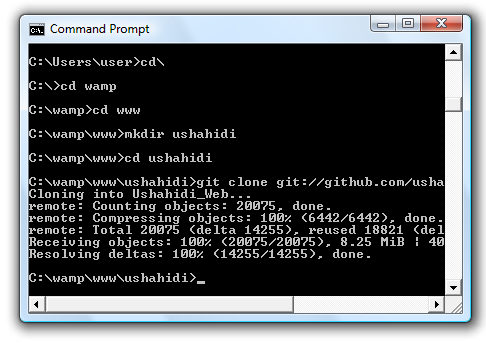 Command Prompt
C:\Users\user>cd\
C:\>cd wamp
C:\wamp>cd www
C:\wamp\www>mkdir ushahidi
C:\wamp\www>cd ushahidi
C:\wamp\www\ushahidi>git clone git://github.com/usha
Cloning into Ushahidi_Web...
remote: Counting objects: 20075, done.
remote: Compressing objects: 100% (6442/6442), done.
remote: Total 20075 (delta 14255), reused 18821 (del
Receiving objects: 100% (20075/20075), 8.25 MiB | 40
Resolving deltas: 100% (14255/14255), done.
C:\wamp\www\ushahidi>_